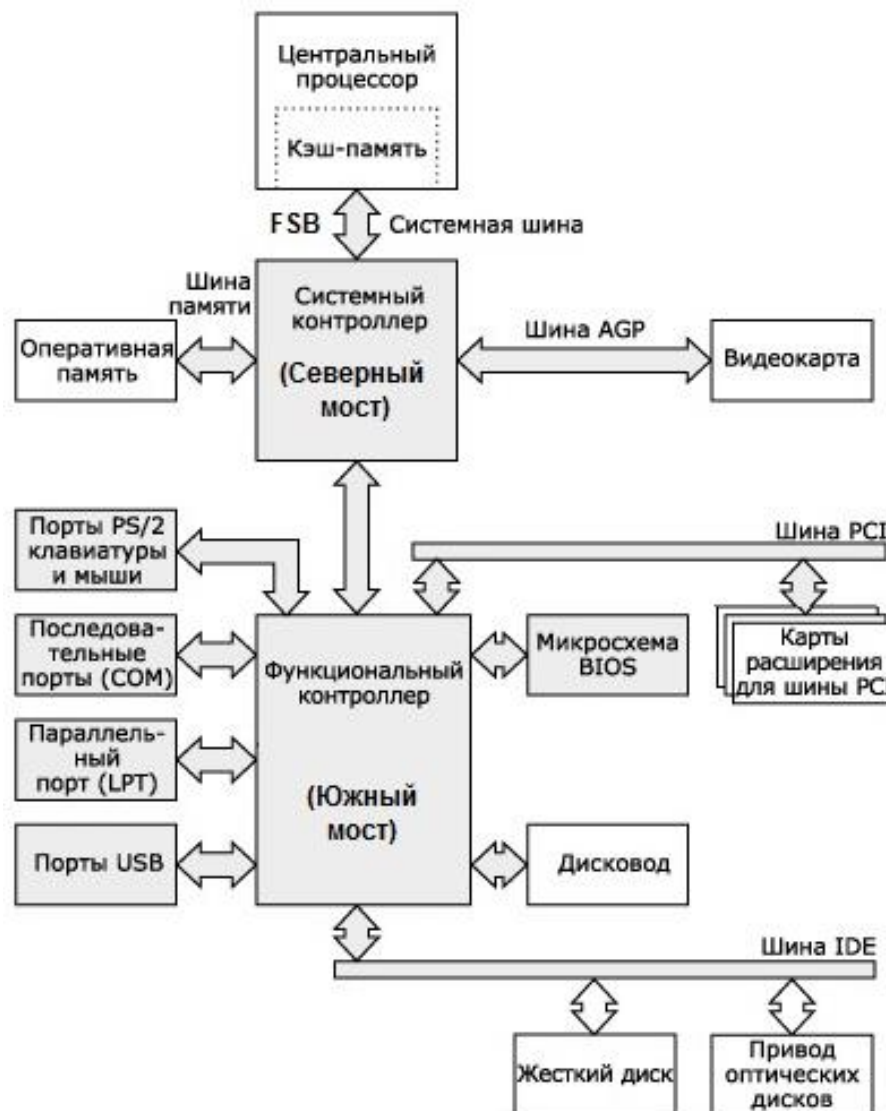 Центральный
процессор
Кэш-память
FSB
Системная шина
Шина
памяти
Системный
контроллер
(Северный
мост)
Оперативная
память
Шина AGP
Видеокарта
Порты PS/2
клавиатуры
и мыши
Шина PCI
Последова-
тельные
порты (COM)
Функциональный
контроллер
(Южный
мост)
Микросхема
BIOS
Карты
расширения
для шины PCI
Параллель-
ный
порт (LPT)
Порты USB
Дисковод
Шина IDE
Жесткий диск
Привод
оптических
дисков